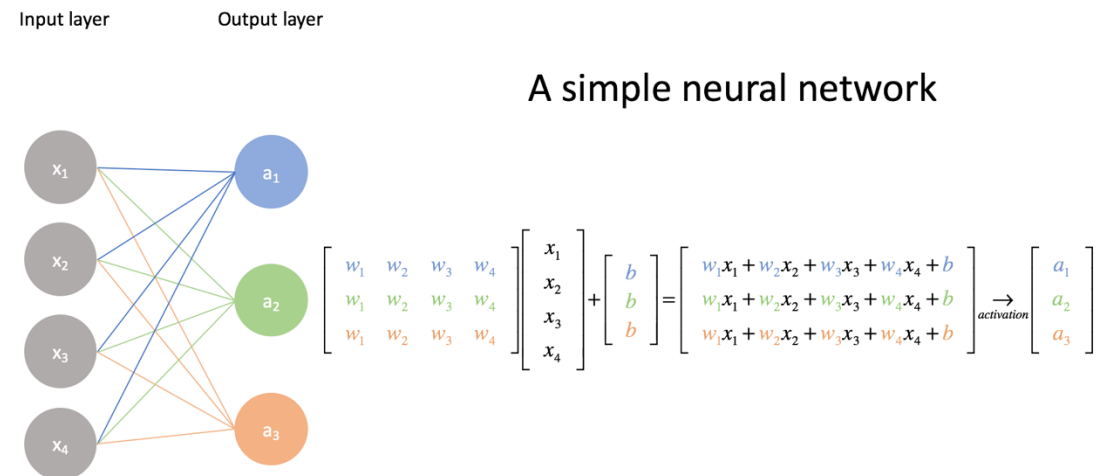 Input layer
Output layer
A simple neural network
x₁
x₂
x₃
x₄
a₁
a₂
a₃
w₁ w₂ w₃ w₄
w₁ w₂ w₃ w₄
w₁ w₂ w₃ w₄
x₁
x₂
x₃
x₄
+
b
b
b
=
w₁x₁ + w₂x₂ + w₃x₃ + w₄x₄ + b
w₁x₁ + w₂x₂ + w₃x₃ + w₄x₄ + b
w₁x₁ + w₂x₂ + w₃x₃ + w₄x₄ + b
→
activation
a₁
a₂
a₃